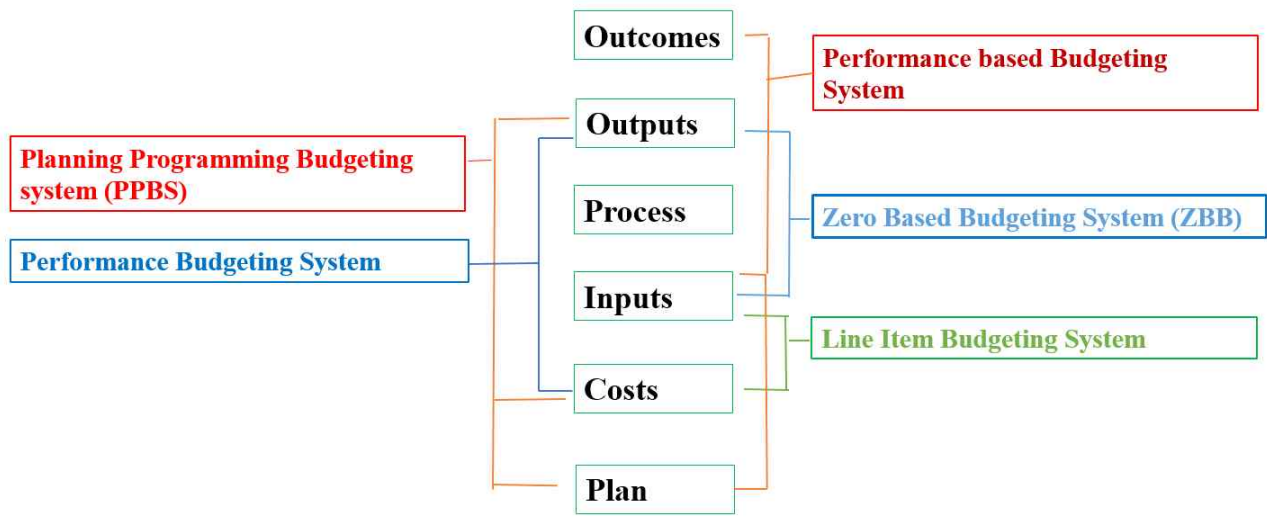 Outcomes
Performance based Budgeting
System
Outputs
Planning Programming Budgeting
system (PPBS)
Process
Zero Based Budgeting System (ZBB)
Performance Budgeting System
Inputs
Line Item Budgeting System
Costs
Plan